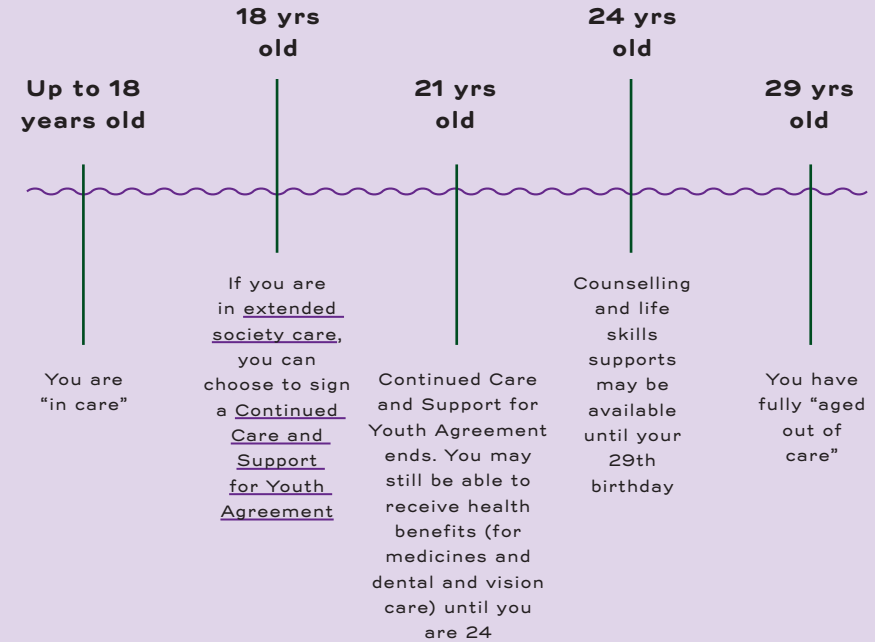 Up to 18
years old
You are
“in care”
18 yrs
old
If you are
in extended
society care,
you can
choose to sign
a Continued
Care and
Support
for Youth
Agreement
21 yrs
old
Continued Care
and Support for
Youth Agreement
ends. You may
still be able to
receive health
benefits (for
medicines and
dental and vision
care) until you
are 24
24 yrs
old
Counselling
and life
skills
supports
may be
available
until your
29th
birthday
29 yrs
old
You have
fully “aged
out of
care”